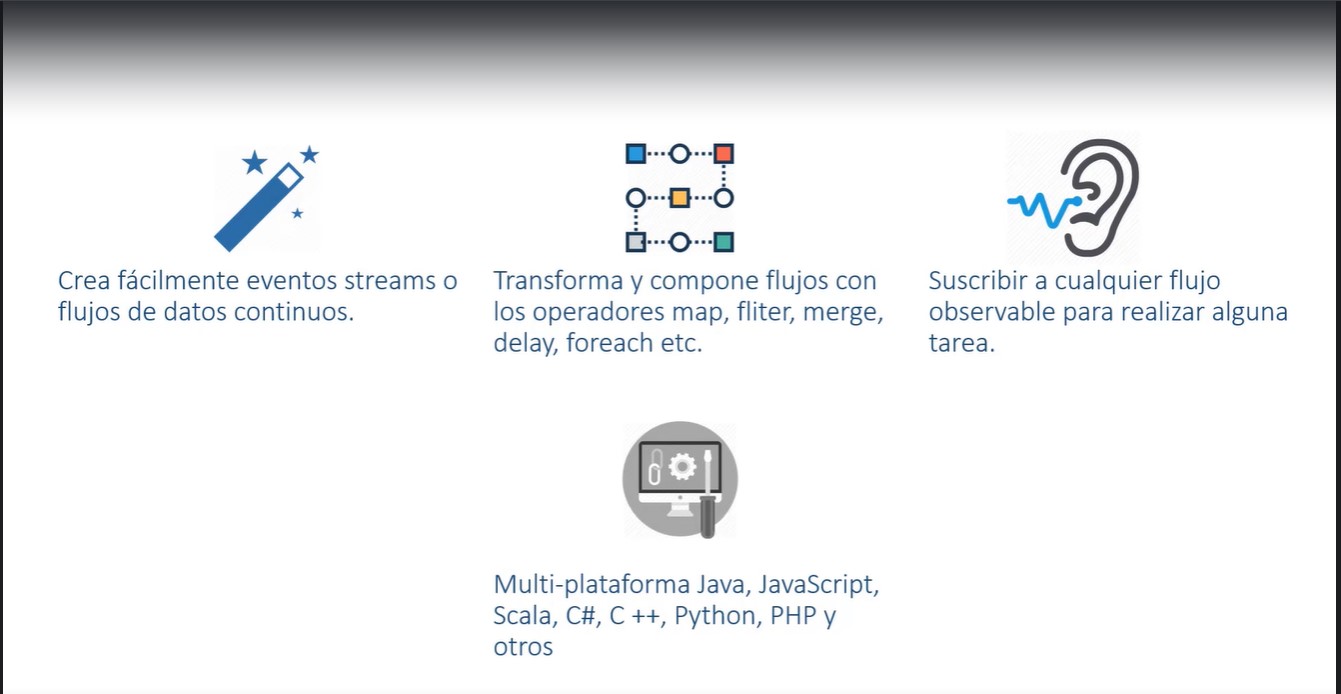 Crea fácilmente eventos streams o
flujos de datos continuos.
Transforma y compone flujos con
los operadores map, fliter, merge,
delay, foreach etc.
Suscribir a cualquier flujo
observable para realizar alguna
tarea.
Multi-plataforma Java, JavaScript,
Scala, C#, C ++, Python, PHP y
otros